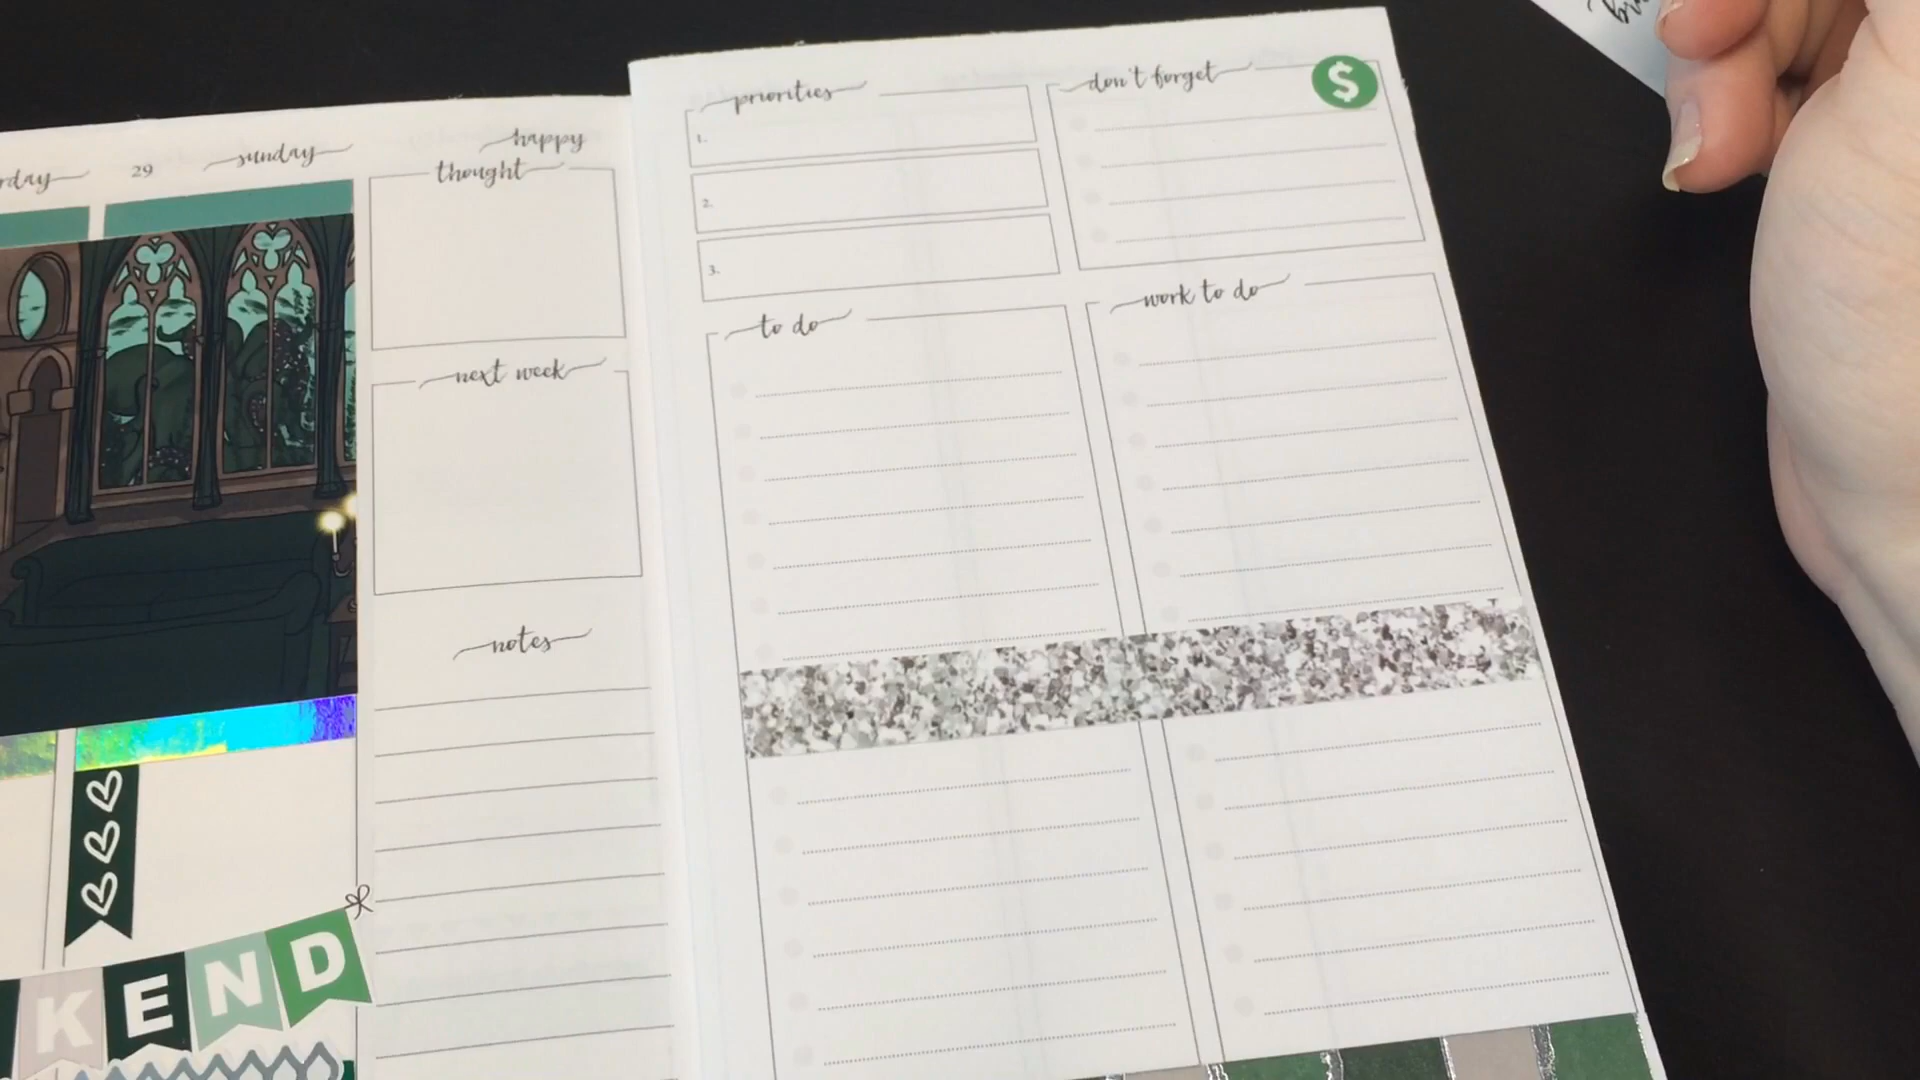 rday
29
sunday
happy
thought
next week
notes
KEND
priorities
1.
2.
3.
don't forget
$
to do
work to do